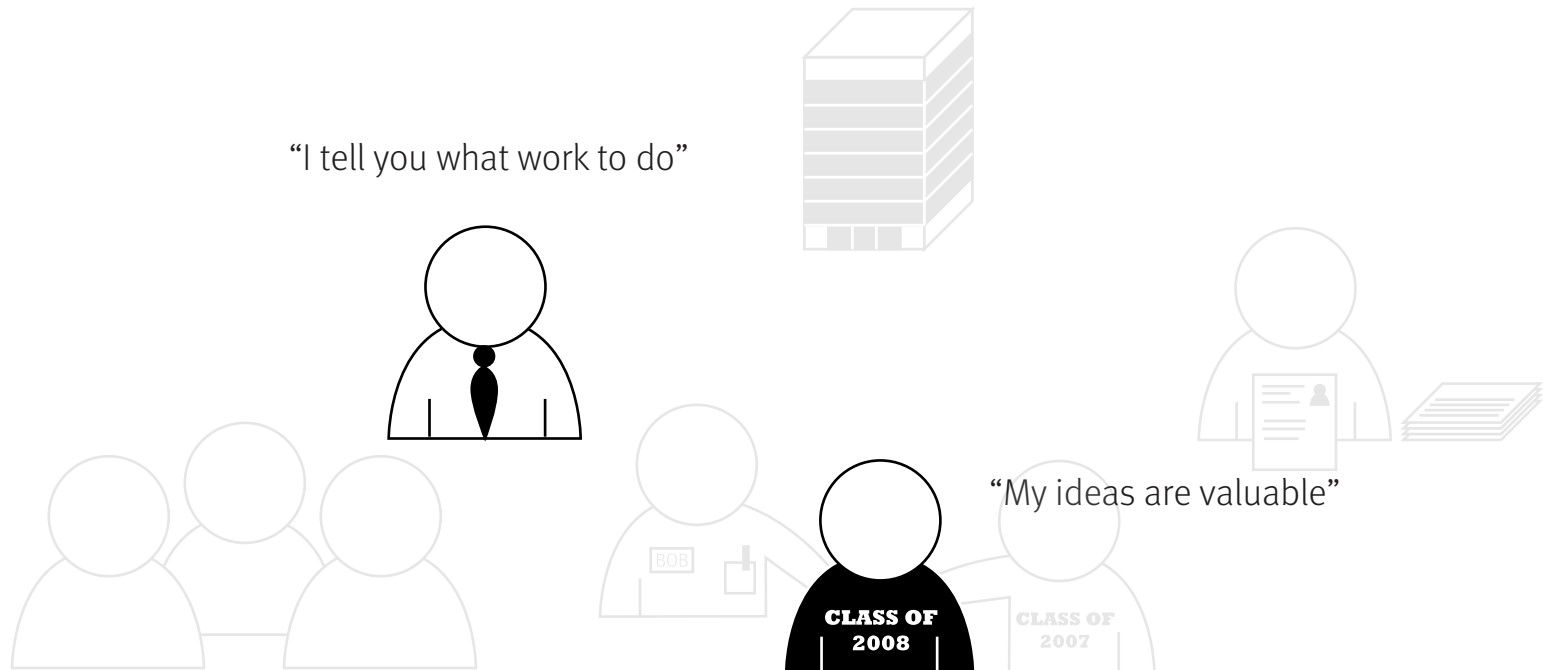 “I tell you what work to do”
“My ideas are valuable”
BOB
CLASS OF
2008
CLASS OF
2007